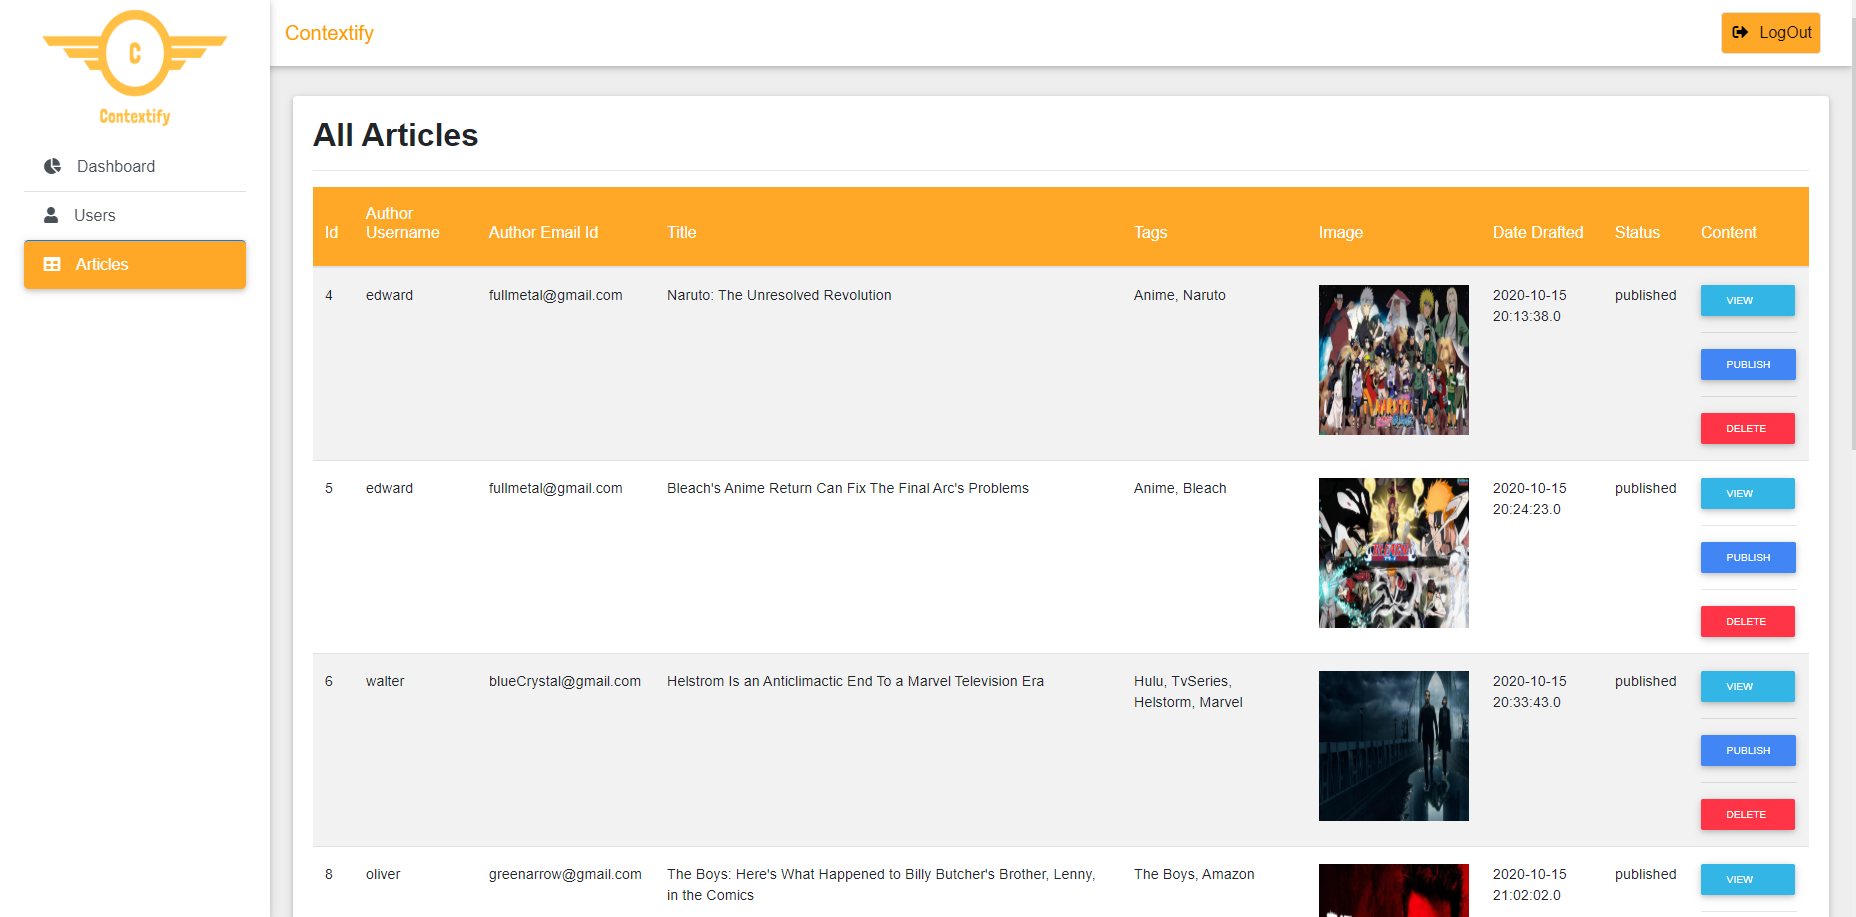 C
Contextify
Dashboard
Users
Articles
Contextify
LogOut
All Articles
Id
Author
Username
Author Email Id
Title
Tags
Image
Date Drafted
Status
Content
4
edward
fullmetal@gmail.com
Naruto: The Unresolved Revolution
Anime, Naruto
NARUTO
2020-10-15
20:13:38.0
published
VIEW
PUBLISH
DELETE
5
edward
fullmetal@gmail.com
Bleach's Anime Return Can Fix The Final Arc's Problems
Anime, Bleach
BLEACH
2020-10-15
20:24:23.0
published
VIEW
PUBLISH
DELETE
6
walter
blueCrystal@gmail.com
Helstrom Is an Anticlimactic End To a Marvel Television Era
Hulu, TvSeries,
Helstorm, Marvel
2020-10-15
20:33:43.0
published
VIEW
PUBLISH
DELETE
8
oliver
greenarrow@gmail.com
The Boys: Here's What Happened to Billy Butcher's Brother, Lenny,
in the Comics
The Boys, Amazon
2020-10-15
21:02:02.0
published
VIEW